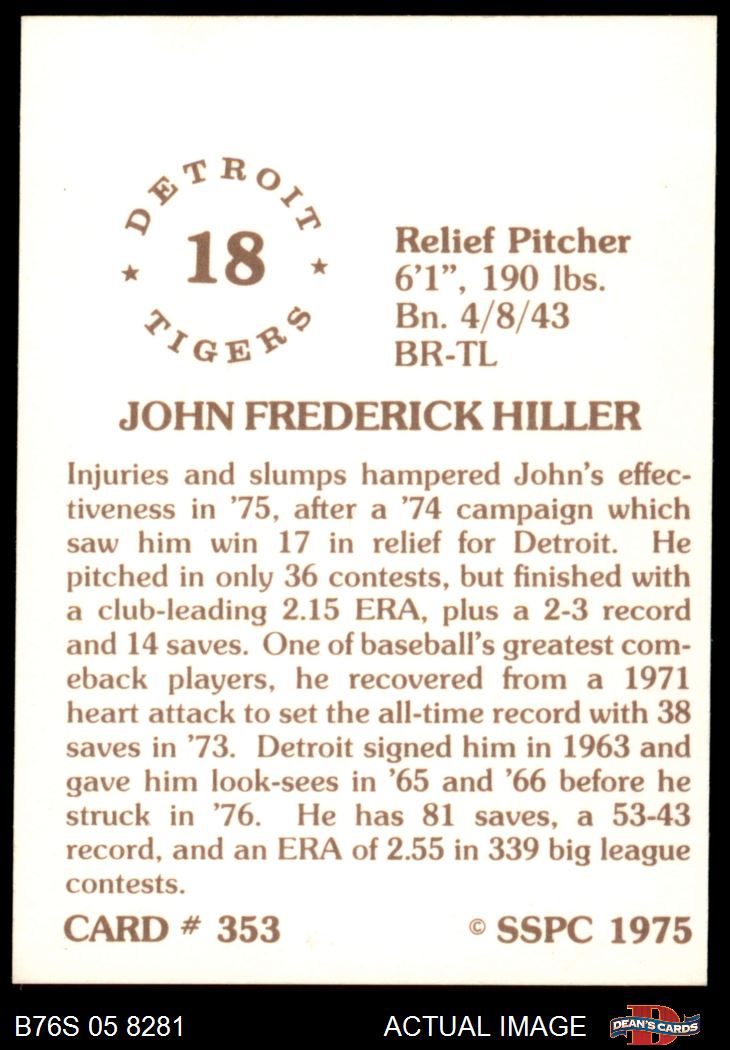 DETROIT
18
TIGERS
Relief Pitcher
6'1", 190 lbs.
Bn. 4/8/43
BR-TL
JOHN FREDERICK HILLER
Injuries and slumps hampered John's effec-
tiveness in '75, after a '74 campaign which
saw him win 17 in relief for Detroit. He
pitched in only 36 contests, but finished with
a club-leading 2.15 ERA, plus a 2-3 record
and 14 saves. One of baseball's greatest com-
eback players, he recovered from a 1971
heart attack to set the all-time record with 38
saves in '73. Detroit signed him in 1963 and
gave him look-sees in '65 and '66 before he
struck in '76. He has 81 saves, a 53-43
record, and an ERA of 2.55 in 339 big league
contests.
CARD # 353 © SSPC 1975
B76S 05 8281 ACTUAL IMAGE DEAN'S CARDS